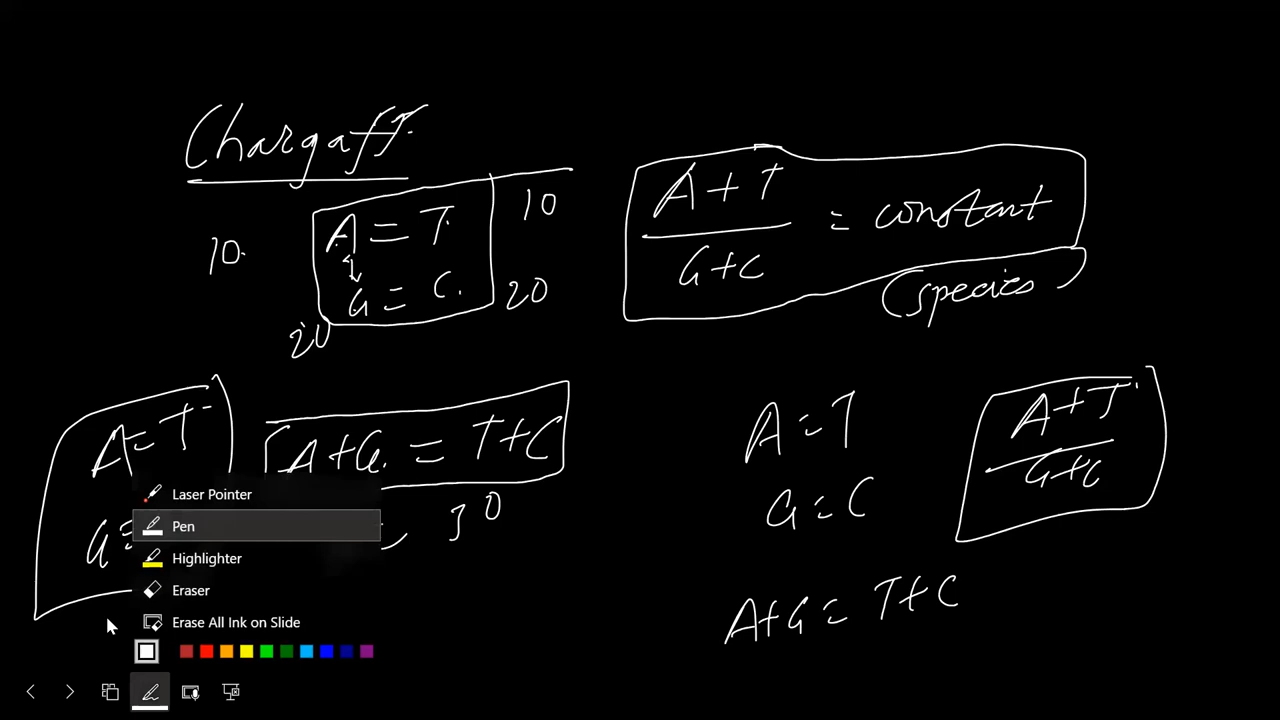 Chargaff
10
A = T
G = C
10
20
20
A + T
G + C
= constant
(species)
A = T
G =
A + G = T + C
= 30
A = T
G = C
A + G = T + C
A + T
G + C
Laser Pointer
Pen
Highlighter
Eraser
Erase All Ink on Slide